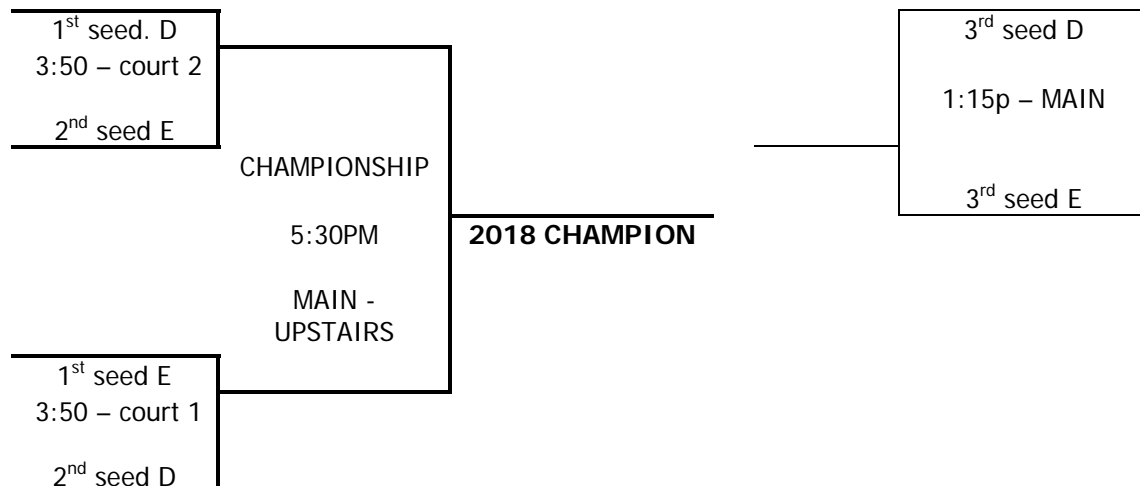 1st seed. D
3:50 – court 2
2nd seed E
CHAMPIONSHIP
5:30PM
MAIN -
UPSTAIRS
2018 CHAMPION
1st seed E
3:50 – court 1
2nd seed D
3rd seed D
1:15p – MAIN
3rd seed E